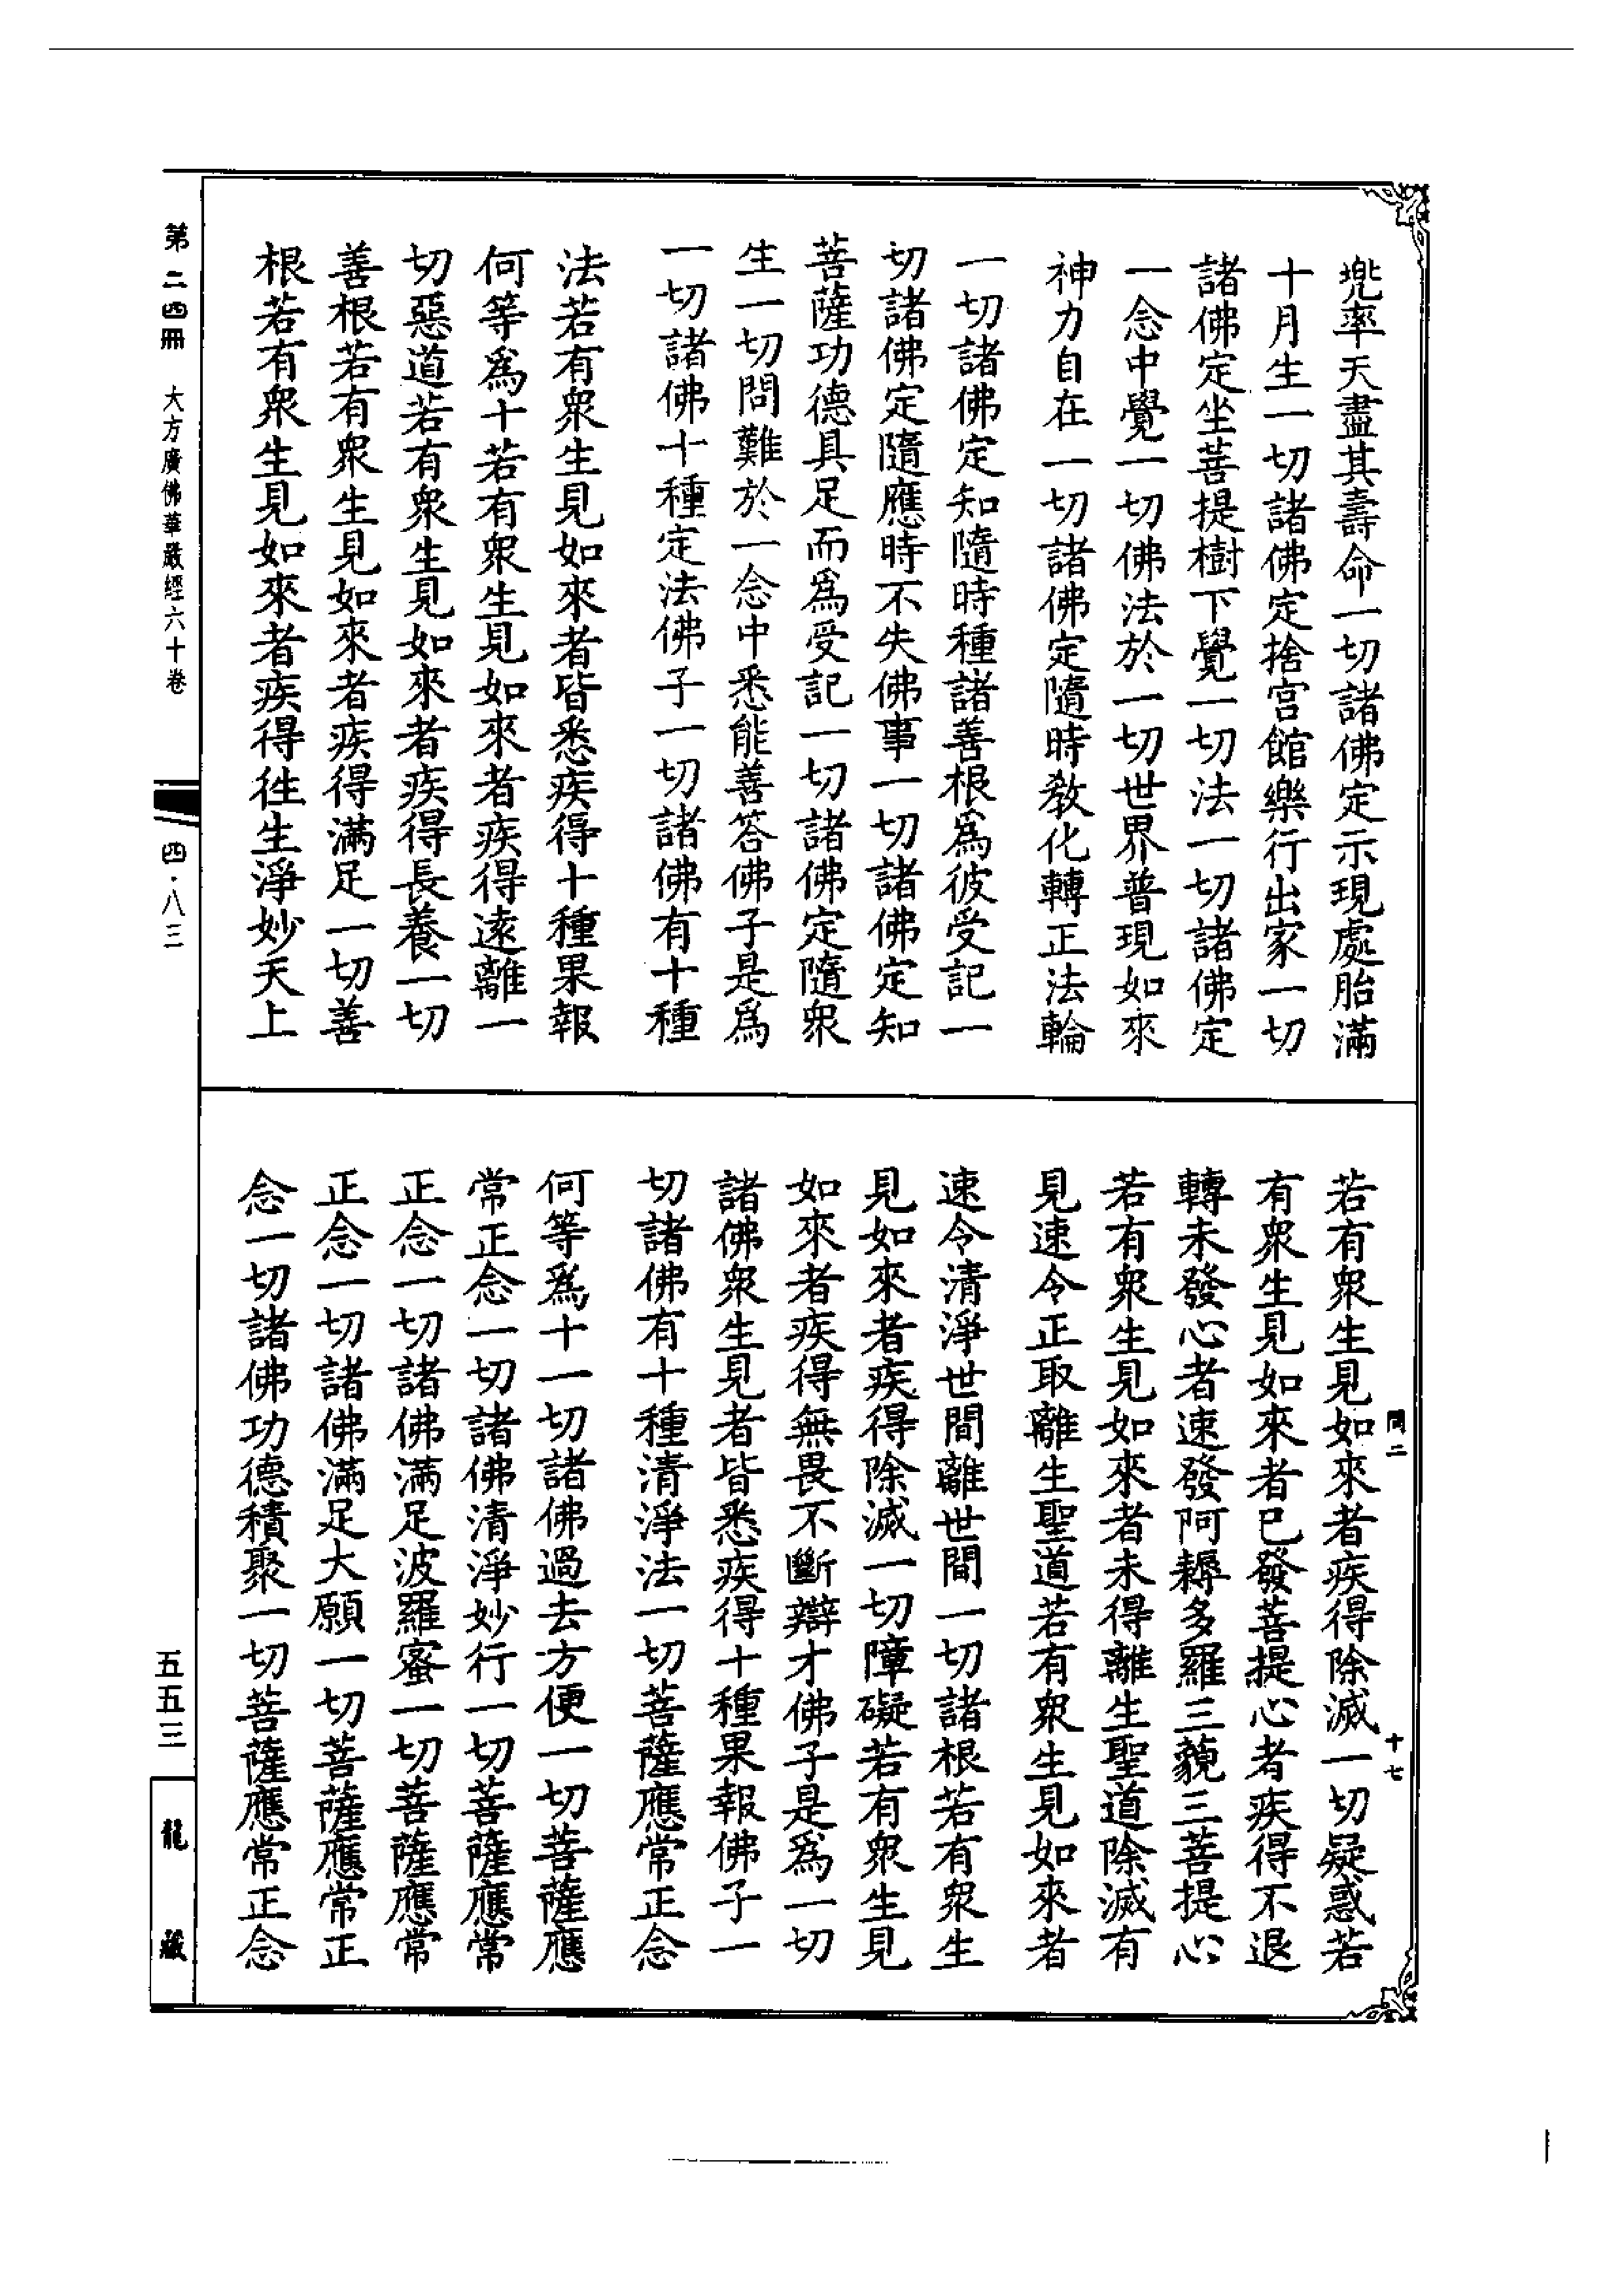 兜率天盡其壽命一切諸佛定示現處胎滿
十月生一切諸佛定捨宮館樂行出家一切
諸佛定坐菩提樹下覺一切法一切諸佛定
一念中覺一切佛法於一切世界普現如來
神力自在一切諸佛定隨時教化轉正法輪
一切諸佛定知隨時種諸善根爲彼受記一
切諸佛定隨應時不失佛事一切諸佛定知
菩薩功德具足而爲受記一切諸佛定隨衆
生一切問難於一念中悉能善答佛子是爲
一切諸佛十種定法佛子一切諸佛有十種
法若有衆生見如來者皆悉疾得十種果報
何等爲十若有衆生見如來者疾得遠離一
切惡道若有衆生見如來者疾得長養一切
善根若有衆生見如來者疾得滿足一切善
根若有衆生見如來者疾得往生淨妙天上
若有衆生見如來者疾得除滅一切疑惑若
有衆生見如來者已發菩提心者疾得不退
轉未發心者速發阿耨多羅三藐三菩提心
若有衆生見如來者未得離生聖道除滅有
見速令正取離生聖道若有衆生見如來者
速令清淨世間離世間一切諸根若有衆生
見如來者疾得除滅一切障礙若有衆生見
如來者疾得無畏不斷辯才佛子是爲一切
諸佛衆生見者皆悉疾得十種果報佛子一
切諸佛有十種清淨法一切菩薩應常正念
何等爲十一切諸佛過去方便一切菩薩應
常正念一切諸佛清淨妙行一切菩薩應常
正念一切諸佛滿足波羅蜜一切菩薩應常
正念一切諸佛滿足大願一切菩薩應常正
念一切諸佛功德積聚一切菩薩應常正念
問二
十七
第二四冊
大方廣佛華嚴經六十卷
四·八三
五五三
龍藏